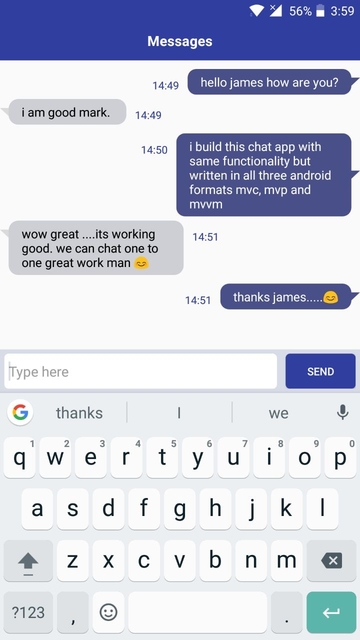 56% 3:59
Messages
14:49 hello james how are you?
i am good mark. 14:49
14:50 i build this chat app with
same functionality but
written in all three android
formats mvc, mvp and
mvvm
wow great ....its working 14:51
good. we can chat one to
one great work man 😊
14:51 thanks james.....😊
Type here SEND
G thanks I we
1 2 3 4 5 6 7 8 9 0
q w e r t y u i o p
a s d f g h j k l
z x c v b n m
?123 , .